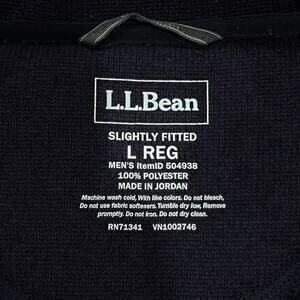 L.L.Bean
SLIGHTLY FITTED
L REG
MEN'S ItemID 504938
100% POLYESTER
MADE IN JORDAN
Machine wash cold, With like colors. Do not bleach,
Do not use fabric softeners. Tumble dry low, Remove
promptly. Do not iron. Do not dry clean.
RN71341 VN1002746